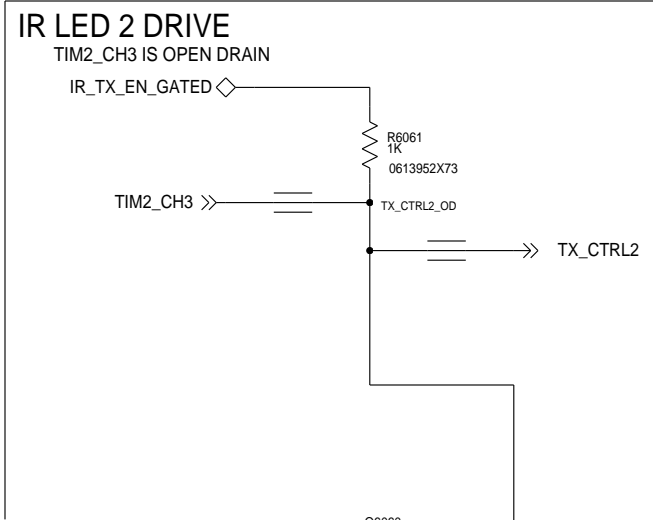 IR LED 2 DRIVE
TIM2_CH3 IS OPEN DRAIN
IR_TX_EN_GATED
R6061
1K
0613952X73
TIM2_CH3
TX_CTRL2_OD
TX_CTRL2